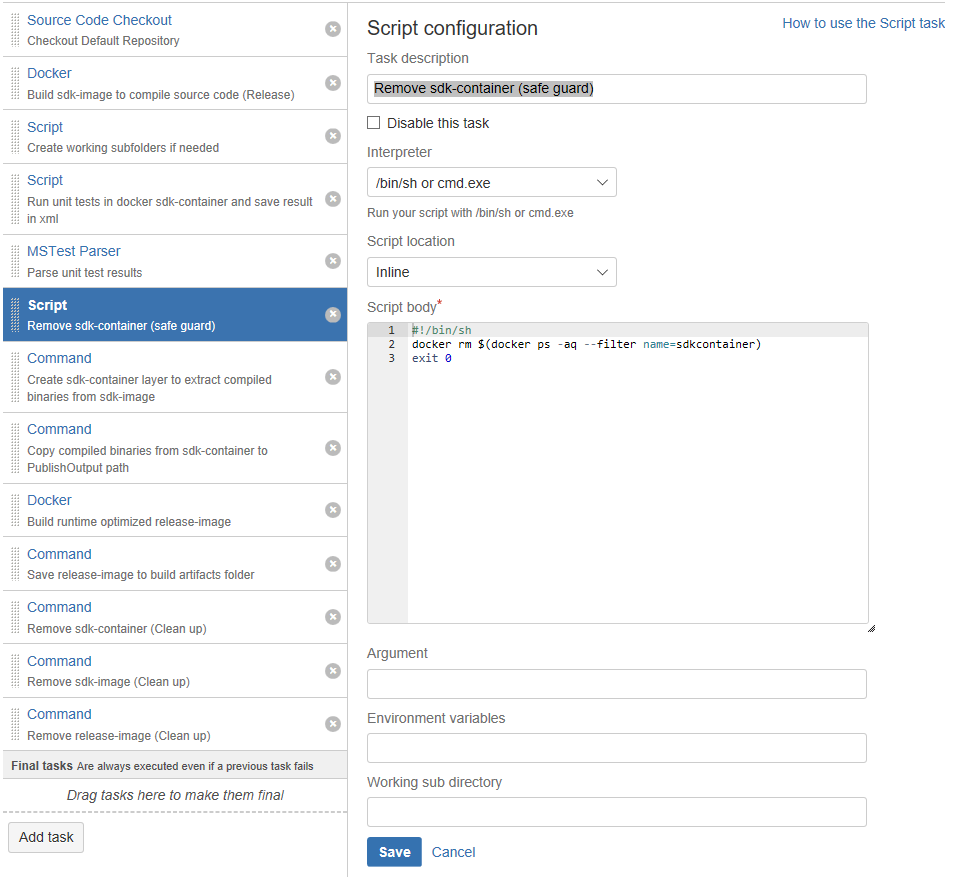 Source Code Checkout
Checkout Default Repository
Docker
Build sdk-image to compile source code (Release)
Script
Create working subfolders if needed
Script
Run unit tests in docker sdk-container and save result
in xml
MSTest Parser
Parse unit test results
Script
Remove sdk-container (safe guard)
Command
Create sdk-container layer to extract compiled
binaries from sdk-image
Command
Copy compiled binaries from sdk-container to
PublishOutput path
Docker
Build runtime optimized release-image
Command
Save release-image to build artifacts folder
Command
Remove sdk-container (Clean up)
Command
Remove sdk-image (Clean up)
Command
Remove release-image (Clean up)
Final tasks Are always executed even if a previous task fails
Drag tasks here to make them final
Add task
Script configuration
How to use the Script task
Task description
Remove sdk-container (safe guard)
Disable this task
Interpreter
/bin/sh or cmd.exe
Run your script with /bin/sh or cmd.exe
Script location
Inline
Script body*
1 #!/bin/sh
2 docker rm $(docker ps -aq --filter name=sdkcontainer)
3 exit 0
Argument
Environment variables
Working sub directory
Save Cancel